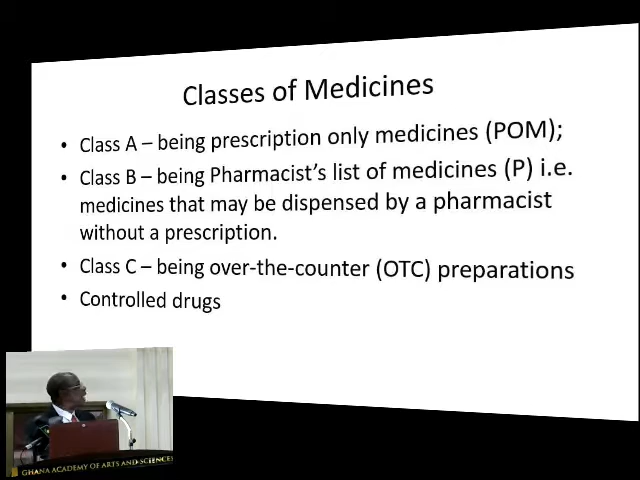 Classes of Medicines
• Class A – being prescription only medicines (POM);
• Class B – being Pharmacist's list of medicines (P) i.e.
medicines that may be dispensed by a pharmacist
without a prescription.
• Class C – being over-the-counter (OTC) preparations
• Controlled drugs
GHANA ACADEMY OF ARTS AND SCIENCES